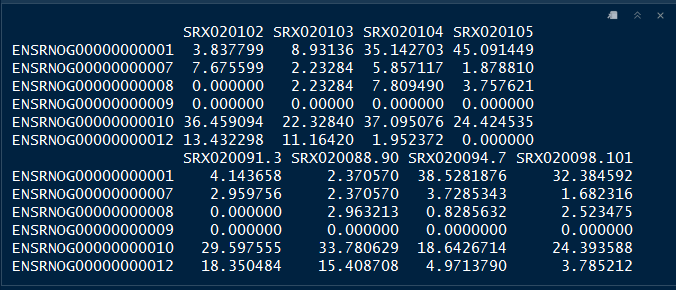 SRX020102 SRX020103 SRX020104 SRX020105
ENSRNOG00000000001 3.837799 8.93136 35.142703 45.091449
ENSRNOG00000000007 7.675599 2.23284 5.857117 1.878810
ENSRNOG00000000008 0.000000 2.23284 7.809490 3.757621
ENSRNOG00000000009 0.000000 0.00000 0.000000 0.000000
ENSRNOG00000000010 36.459094 22.32840 37.095076 24.424535
ENSRNOG00000000012 13.432298 11.16420 1.952372 0.000000
SRX020091.3 SRX020088.90 SRX020094.7 SRX020098.101
ENSRNOG00000000001 4.143658 2.370570 38.5281876 32.384592
ENSRNOG00000000007 2.959756 2.370570 3.7285343 1.682316
ENSRNOG00000000008 0.000000 2.963213 0.8285632 2.523475
ENSRNOG00000000009 0.000000 0.000000 0.0000000 0.000000
ENSRNOG00000000010 29.597555 33.780629 18.6426714 24.393588
ENSRNOG00000000012 18.350484 15.408708 4.9713790 3.785212